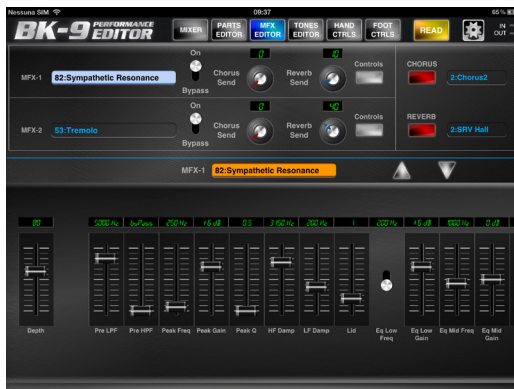 Nessuna SIM 09:37 65 %
BK-9 PERFORMANCE EDITOR
MIXER PARTS EDITOR MFX EDITOR TONES EDITOR HAND CTRLS FOOT CTRLS READ IN OUT
On 0 10 Controls CHORUS
MFX-1 82:Sympathetic Resonance Chorus Send Reverb Send 2:Chorus2
Bypass
On 0 40 Controls REVERB
MFX-2 53:Tremolo Chorus Send Reverb Send 2:SRV Hall
Bypass
MFX-1 82:Sympathetic Resonance
5000 Hz byPass 250 Hz +6 dB 0.5 3150 Hz 200 Hz 1 200 Hz +6 dB 1000 Hz 0 dB
Depth Pre LPF Pre HPF Peak Freq Peak Gain Peak Q HF Damp LF Damp Lid Eq Low Freq Eq Low Gain Eq Mid Freq Eq Mid Gain